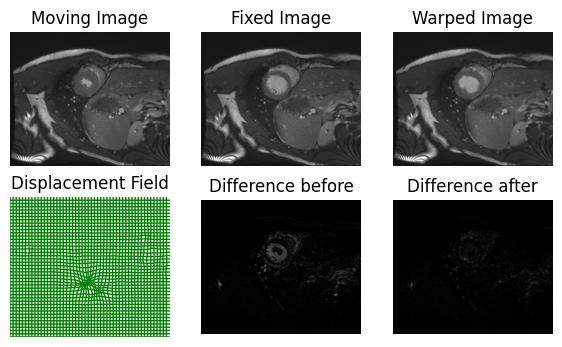 Moving Image
Fixed Image
Warped Image
Displacement Field
Difference before
Difference after